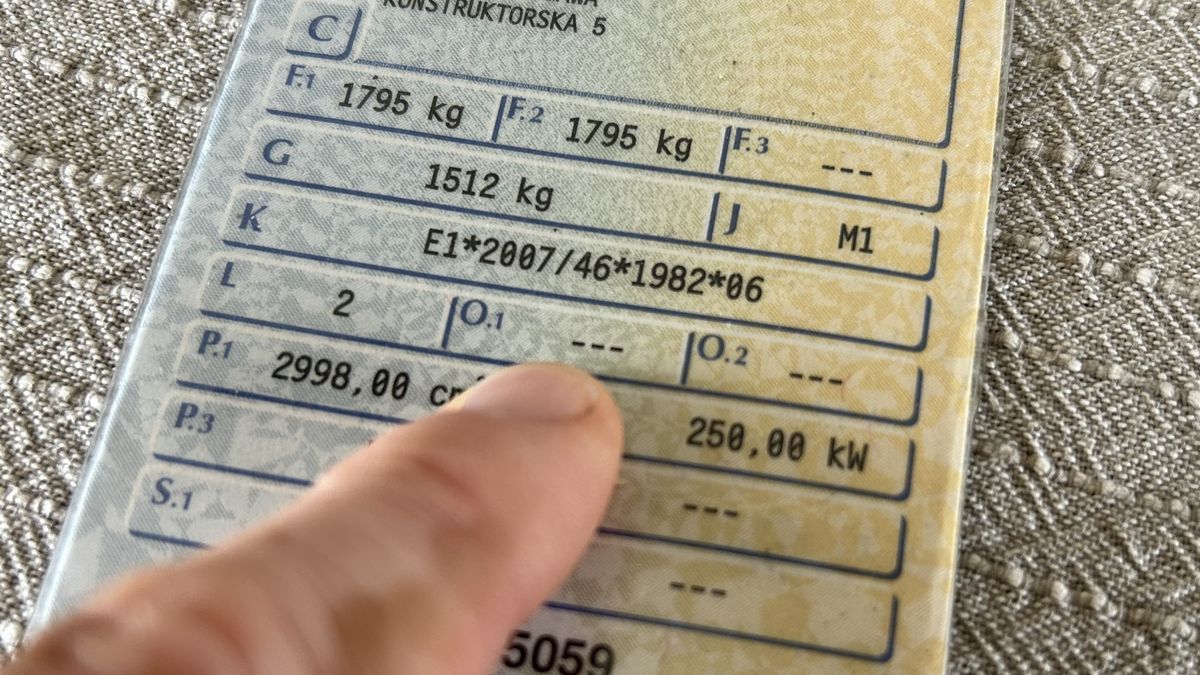 KONSTRUKTORSKA 5
C
F.1 1795 kg F.2 1795 kg F.3 ---
G 1512 kg J M1
K E1*2007/46*1982*06
L 2 O.1 --- O.2 ---
P.1 2998,00 250,00 kW
P.3 ---
S.1 ---
5059